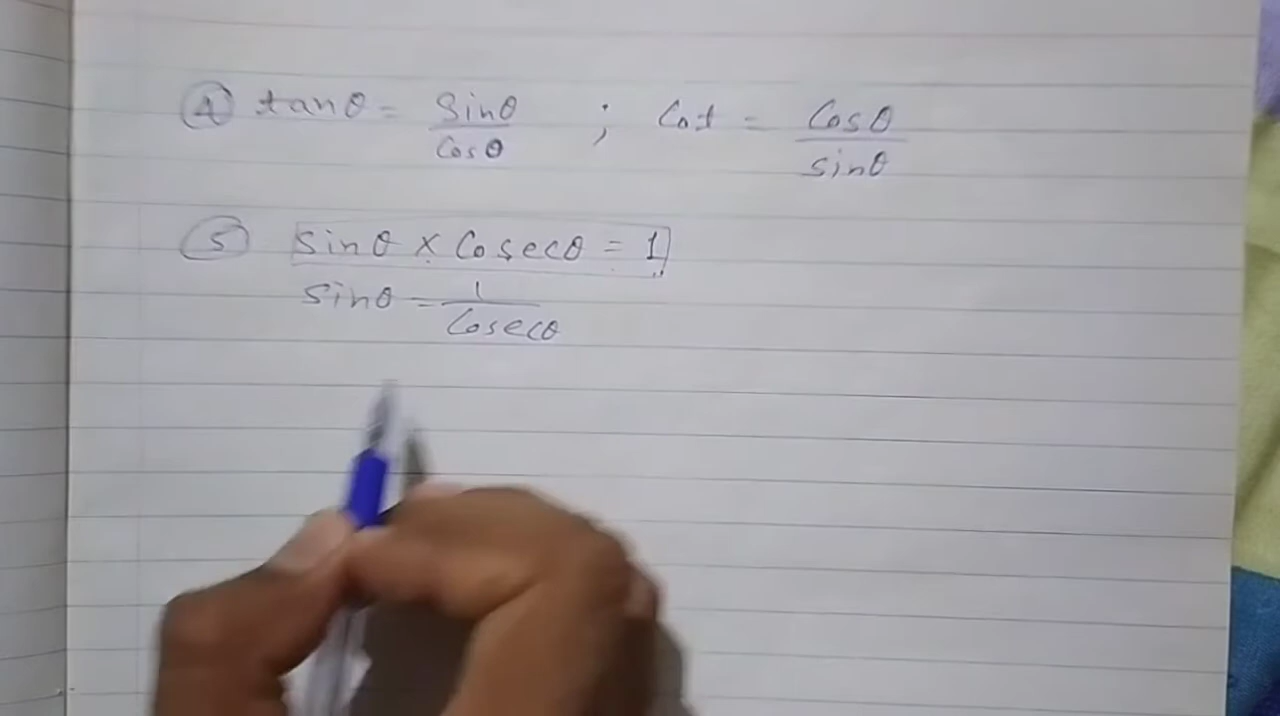 ④ tanθ = sinθ/cosθ ; Cot = Cosθ/sinθ
⑤ sinθ × Cosecθ = 1
sinθ = 1/Cosecθ